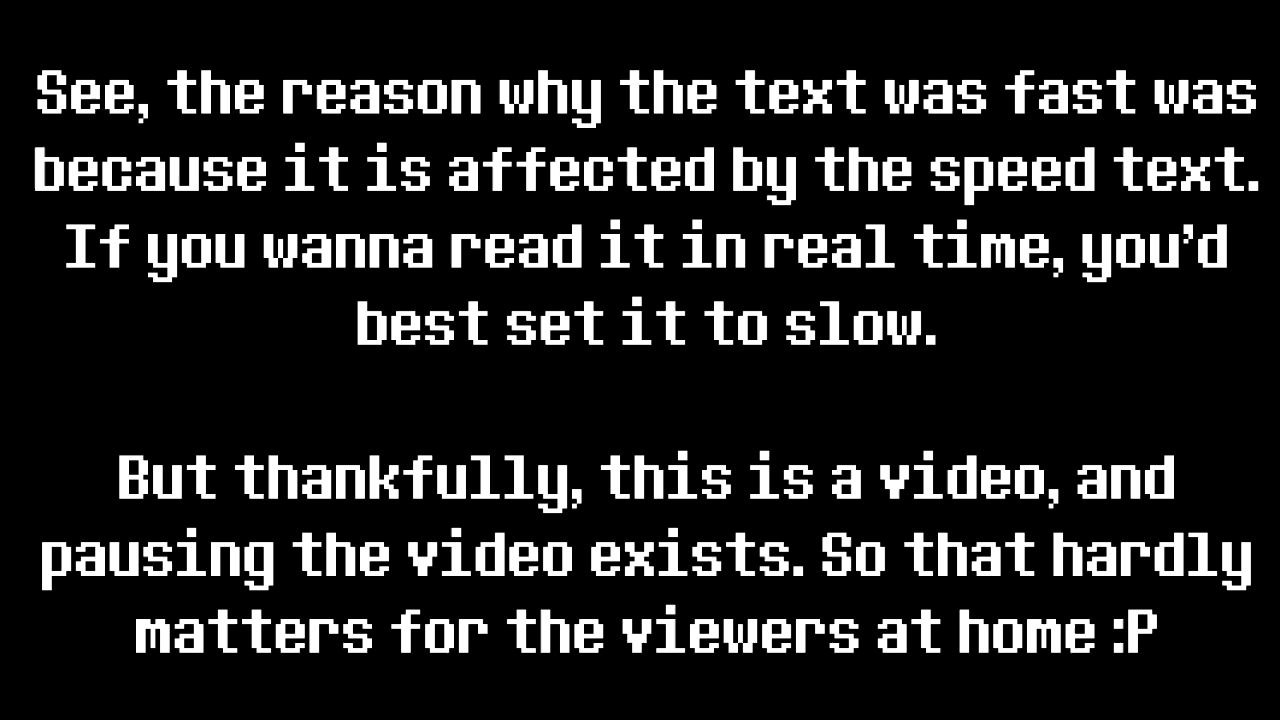 See, the reason why the text was fast was
because it is affected by the speed text.
If you wanna read it in real time, you'd
best set it to slow.
But thankfully, this is a video, and
pausing the video exists. So that hardly
matters for the viewers at home :P